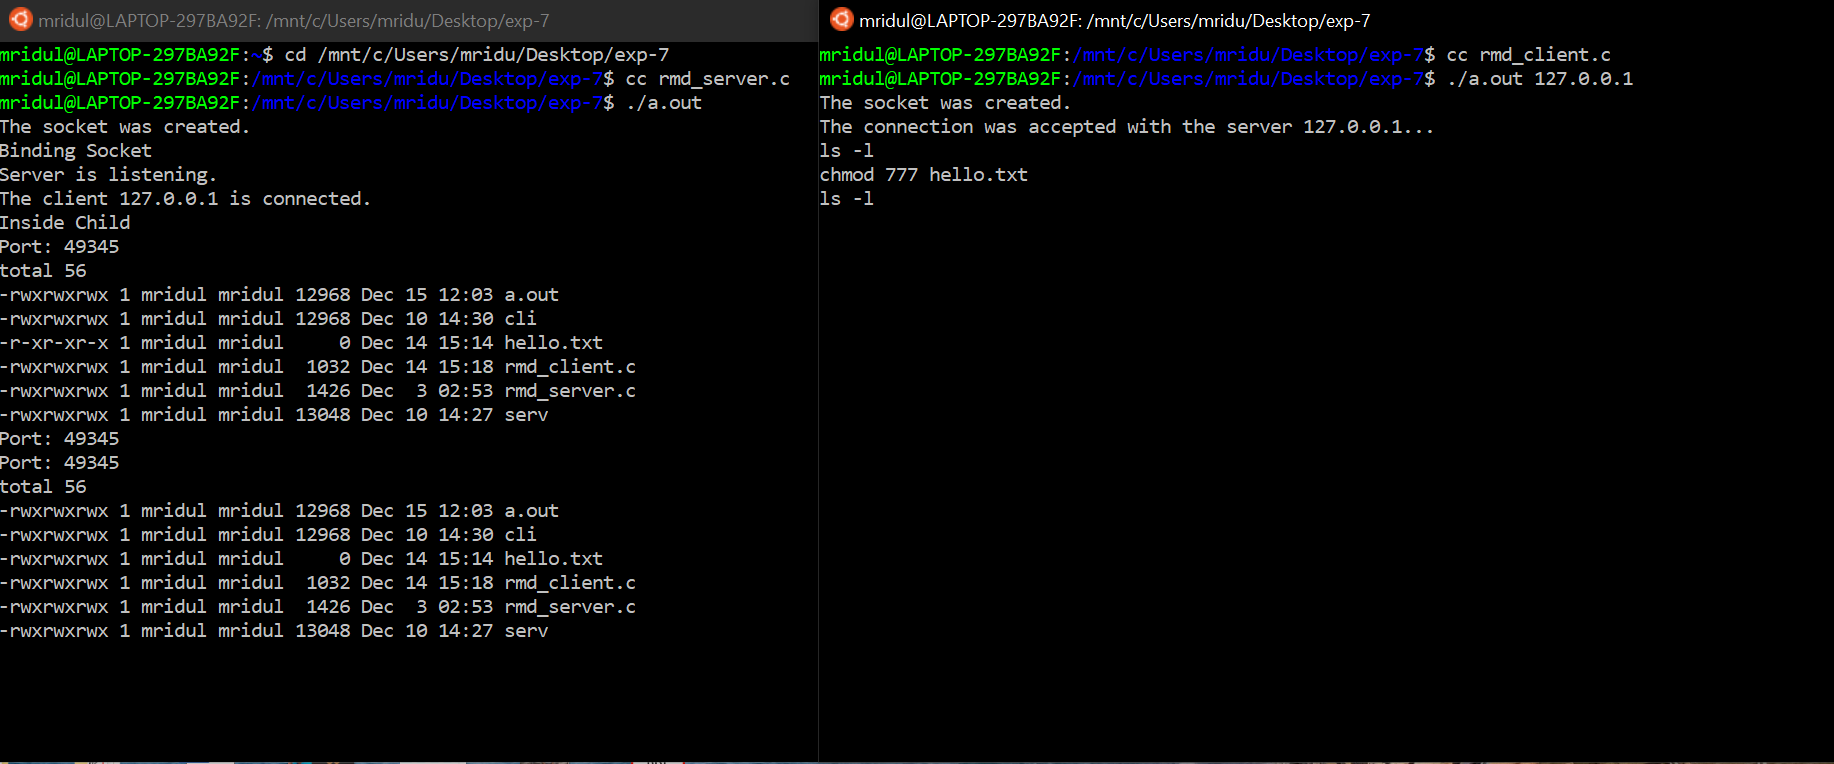 mridul@LAPTOP-297BA92F: /mnt/c/Users/mridu/Desktop/exp-7
mridul@LAPTOP-297BA92F:~$ cd /mnt/c/Users/mridu/Desktop/exp-7
mridul@LAPTOP-297BA92F:/mnt/c/Users/mridu/Desktop/exp-7$ cc rmd_server.c
mridul@LAPTOP-297BA92F:/mnt/c/Users/mridu/Desktop/exp-7$ ./a.out
The socket was created.
Binding Socket
Server is listening.
The client 127.0.0.1 is connected.
Inside Child
Port: 49345
total 56
-rwxrwxrwx 1 mridul mridul 12968 Dec 15 12:03 a.out
-rwxrwxrwx 1 mridul mridul 12968 Dec 10 14:30 cli
-r-xr-xr-x 1 mridul mridul     0 Dec 14 15:14 hello.txt
-rwxrwxrwx 1 mridul mridul  1032 Dec 14 15:18 rmd_client.c
-rwxrwxrwx 1 mridul mridul  1426 Dec  3 02:53 rmd_server.c
-rwxrwxrwx 1 mridul mridul 13048 Dec 10 14:27 serv
Port: 49345
Port: 49345
total 56
-rwxrwxrwx 1 mridul mridul 12968 Dec 15 12:03 a.out
-rwxrwxrwx 1 mridul mridul 12968 Dec 10 14:30 cli
-rwxrwxrwx 1 mridul mridul     0 Dec 14 15:14 hello.txt
-rwxrwxrwx 1 mridul mridul  1032 Dec 14 15:18 rmd_client.c
-rwxrwxrwx 1 mridul mridul  1426 Dec  3 02:53 rmd_server.c
-rwxrwxrwx 1 mridul mridul 13048 Dec 10 14:27 serv
mridul@LAPTOP-297BA92F: /mnt/c/Users/mridu/Desktop/exp-7
mridul@LAPTOP-297BA92F:/mnt/c/Users/mridu/Desktop/exp-7$ cc rmd_client.c
mridul@LAPTOP-297BA92F:/mnt/c/Users/mridu/Desktop/exp-7$ ./a.out 127.0.0.1
The socket was created.
The connection was accepted with the server 127.0.0.1...
ls -l
chmod 777 hello.txt
ls -l